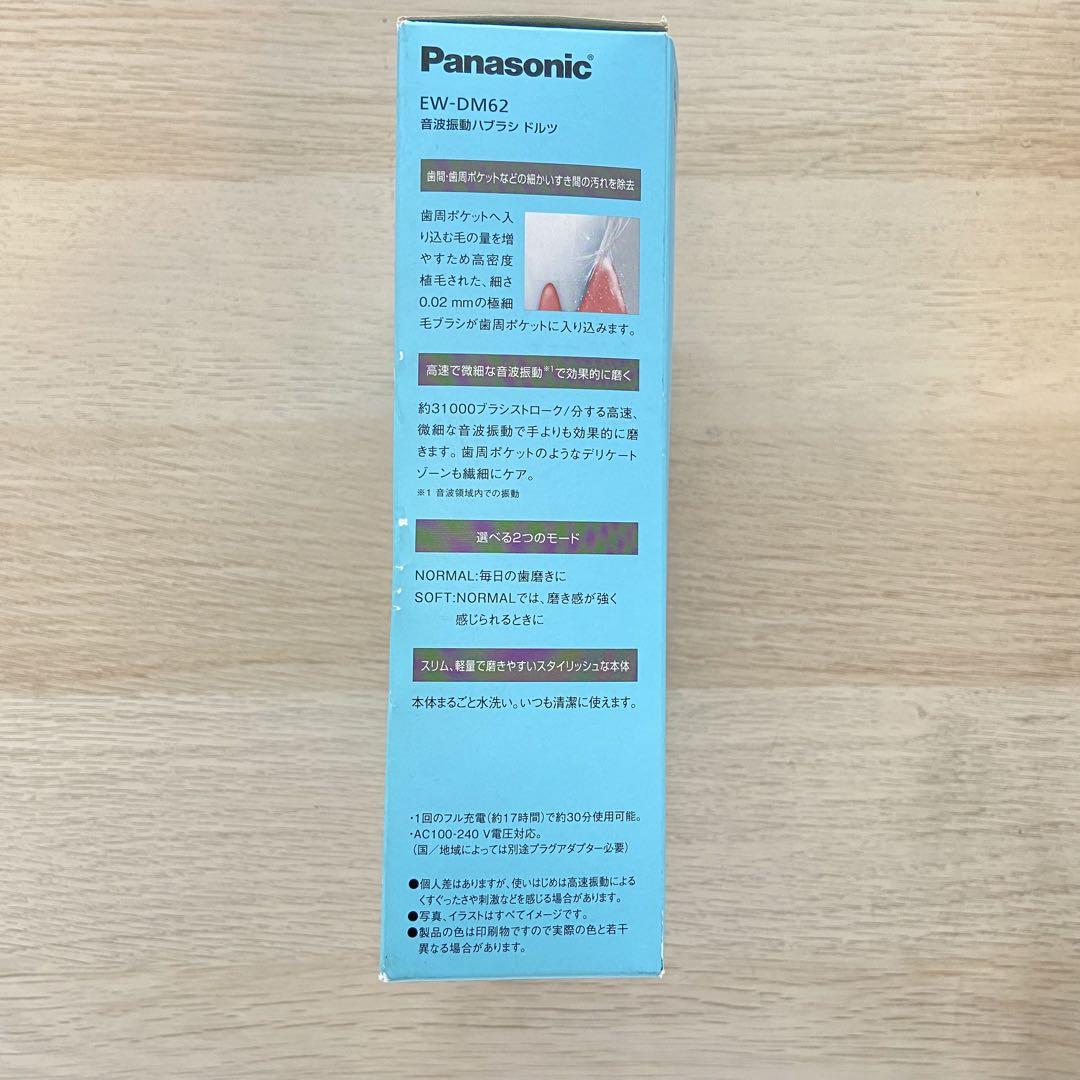 Panasonic®
EW-DM62
音波振動ハブラシ ドルツ
歯間・歯周ポケットなどの細かいすき間の汚れを除去
歯周ポケットへ入
り込む毛の量を増
やすため高密度
植毛された、細さ
0.02 mmの極細
毛ブラシが歯周ポケットに入り込みます。
高速で微細な音波振動※1で効果的に磨く
約31000ブラシストローク/分する高速、
微細な音波振動で手よりも効果的に磨
きます。歯周ポケットのようなデリケート
ゾーンも繊細にケア。
※1 音波領域内での振動
選べる2つのモード
NORMAL:毎日の歯磨きに
SOFT:NORMALでは、磨き感が強く
感じられるときに
スリム、軽量で磨きやすいスタイリッシュな本体
本体まるごと水洗い。いつも清潔に使えます。
・1回のフル充電(約17時間)で約30分使用可能。
・AC100-240 V電圧対応。
(国/地域によっては別途プラグアダプター必要)
●個人差はありますが、使いはじめは高速振動による
くすぐったさや刺激などを感じる場合があります。
●写真、イラストはすべてイメージです。
●製品の色は印刷物ですので実際の色と若干
異なる場合があります。